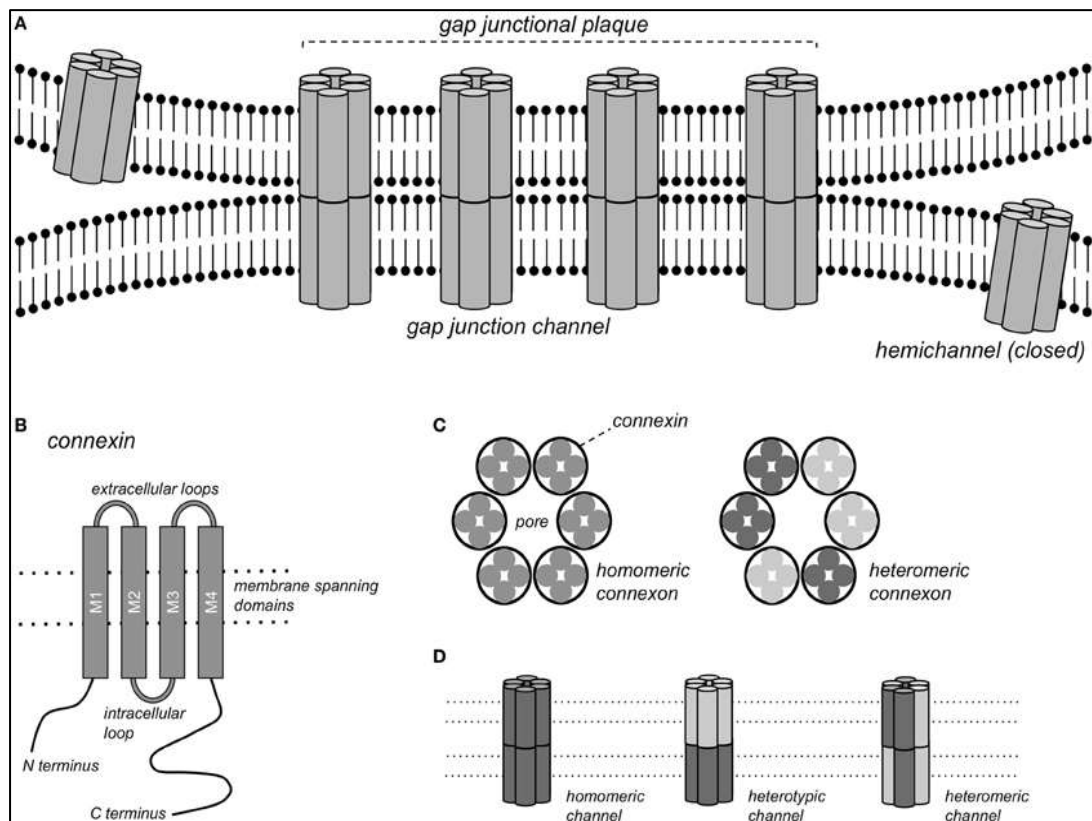 A
gap junctional plaque
gap junction channel
hemichannel (closed)
B
connexin
extracellular loops
M1
M2
M3
M4
membrane spanning
domains
intracellular
loop
N terminus
C terminus
C
connexin
pore
homomeric
connexon
heteromeric
connexon
D
homomeric
channel
heterotypic
channel
heteromeric
channel